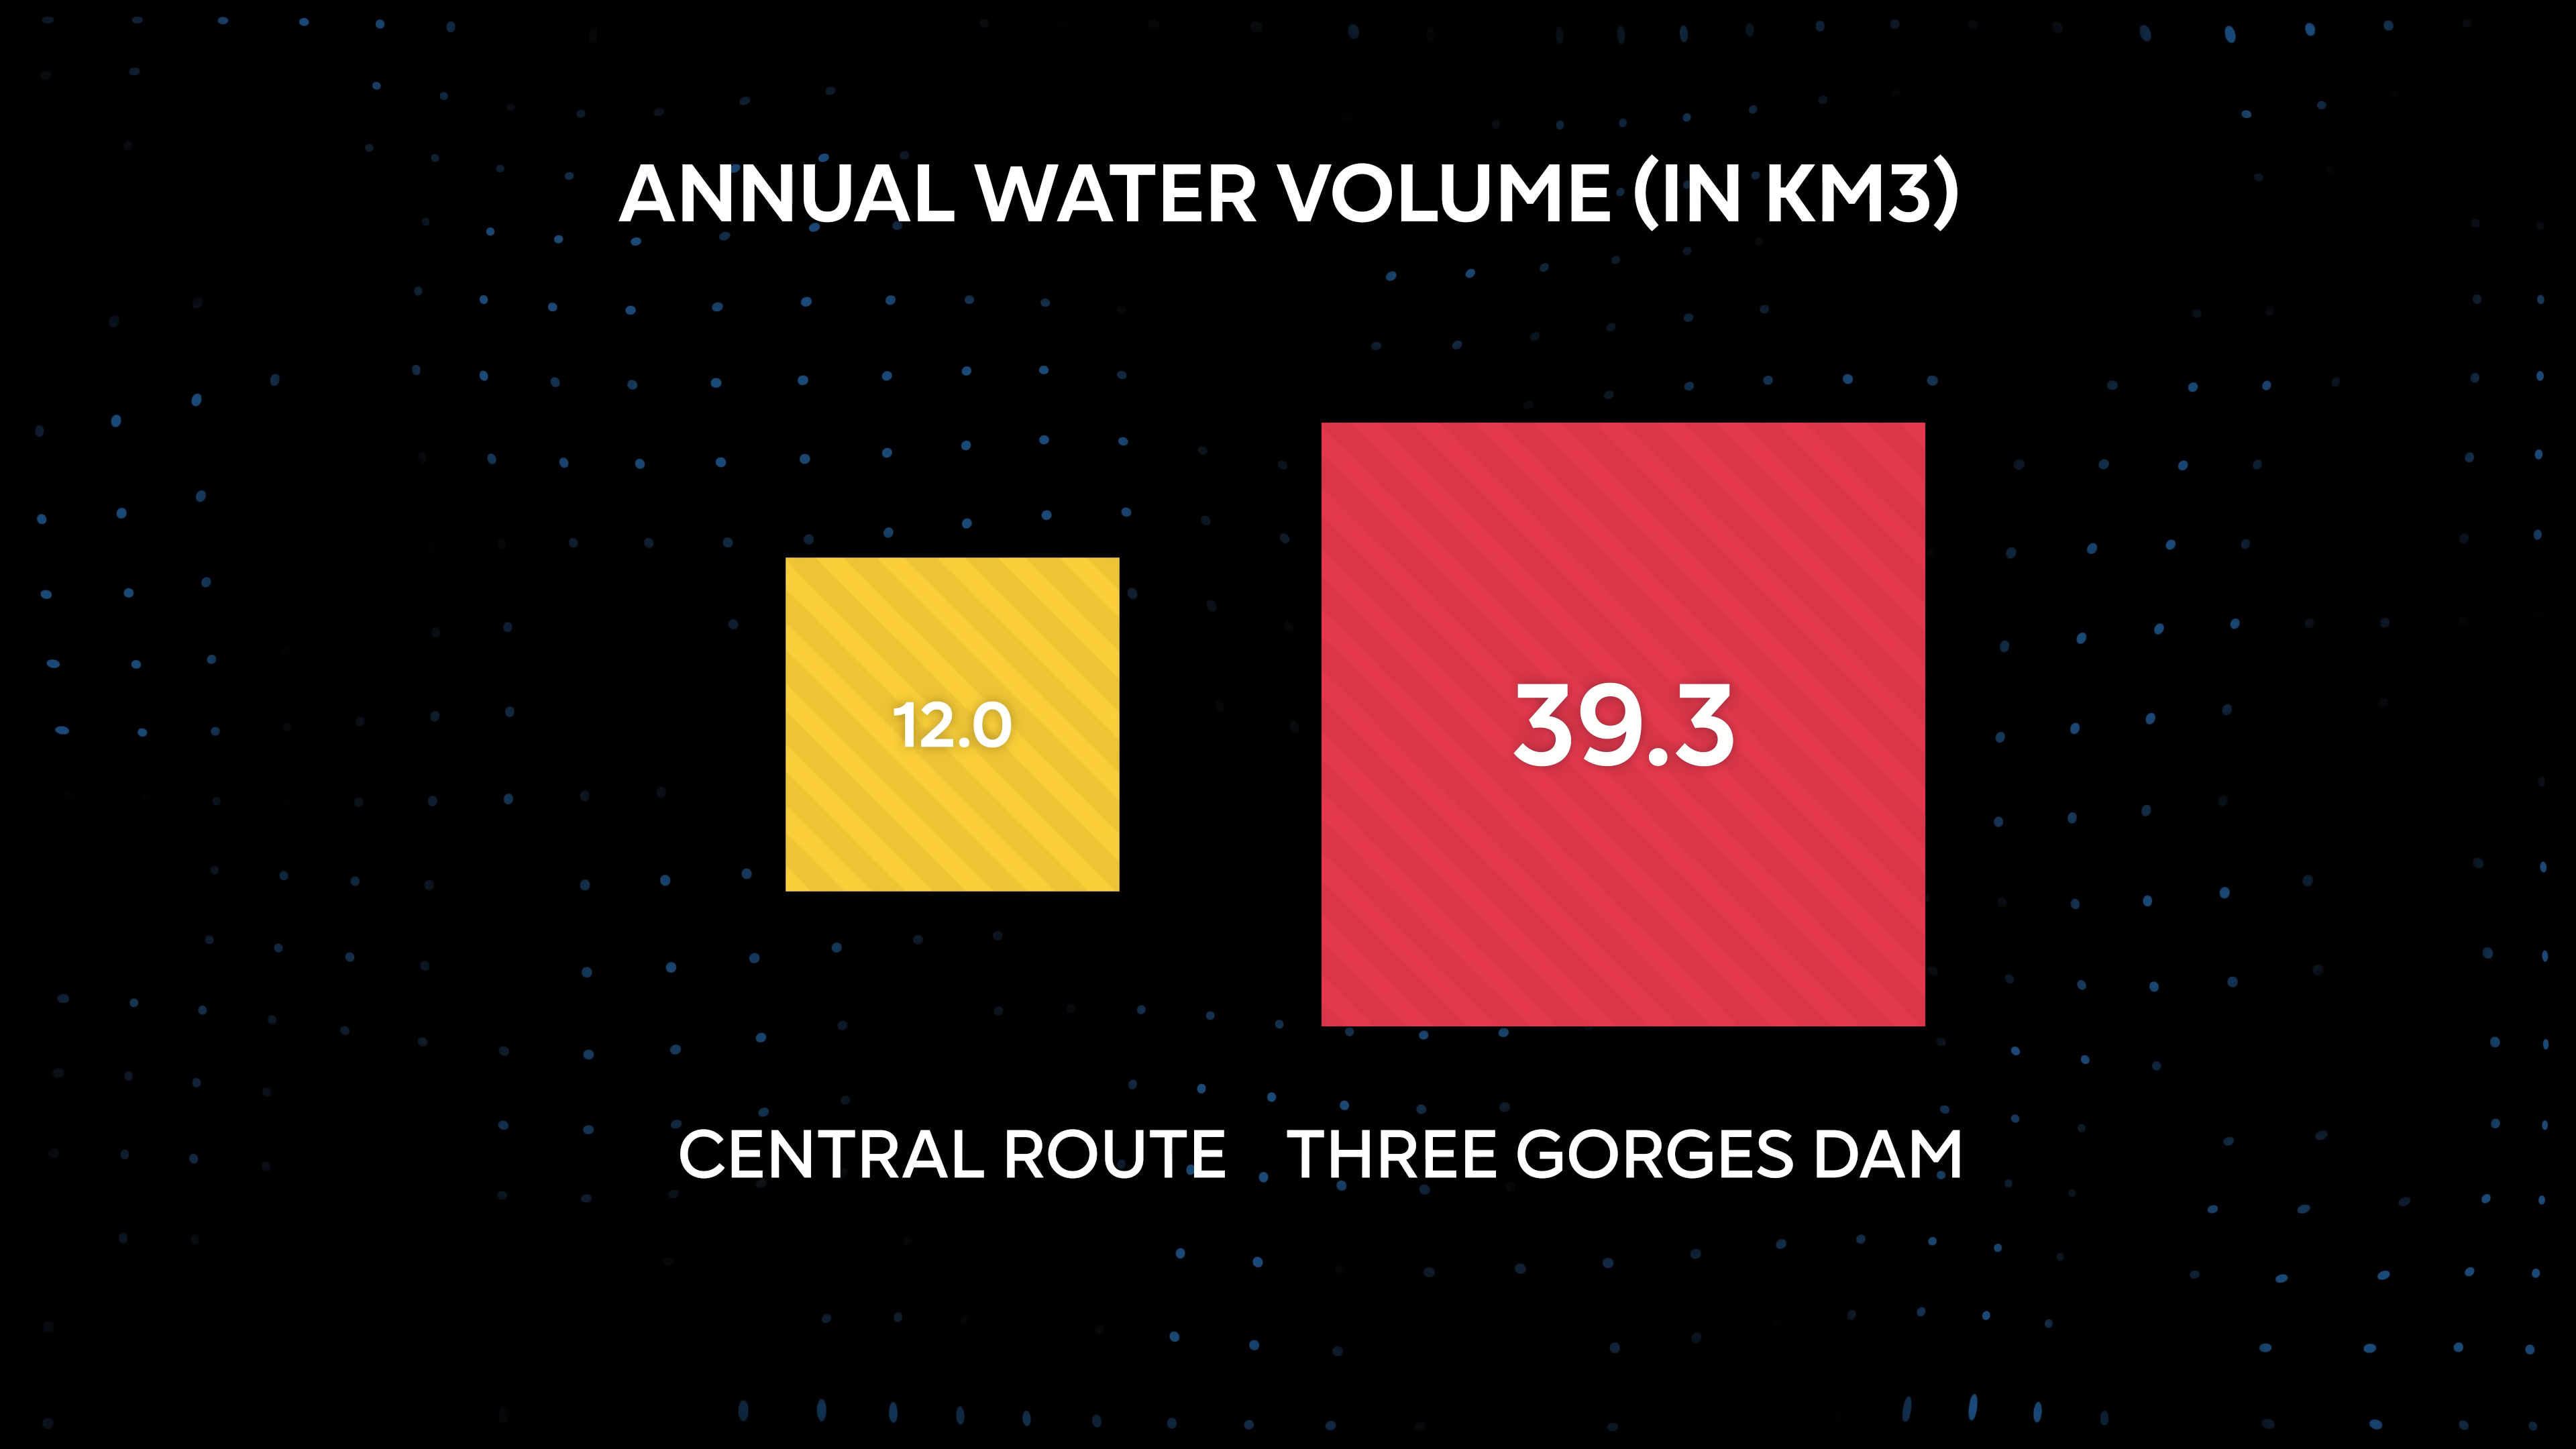 ANNUAL WATER VOLUME (IN KM3)
12.0
39.3
CENTRAL ROUTE
THREE GORGES DAM